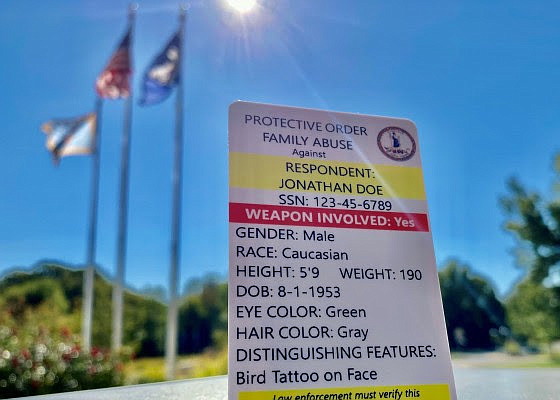 PROTECTIVE ORDER
FAMILY ABUSE
Against
RESPONDENT:
JONATHAN DOE
SSN: 123-45-6789
WEAPON INVOLVED: Yes
GENDER: Male
RACE: Caucasian
HEIGHT: 5'9 WEIGHT: 190
DOB: 8-1-1953
EYE COLOR: Green
HAIR COLOR: Gray
DISTINGUISHING FEATURES:
Bird Tattoo on Face
Law enforcement must verify this